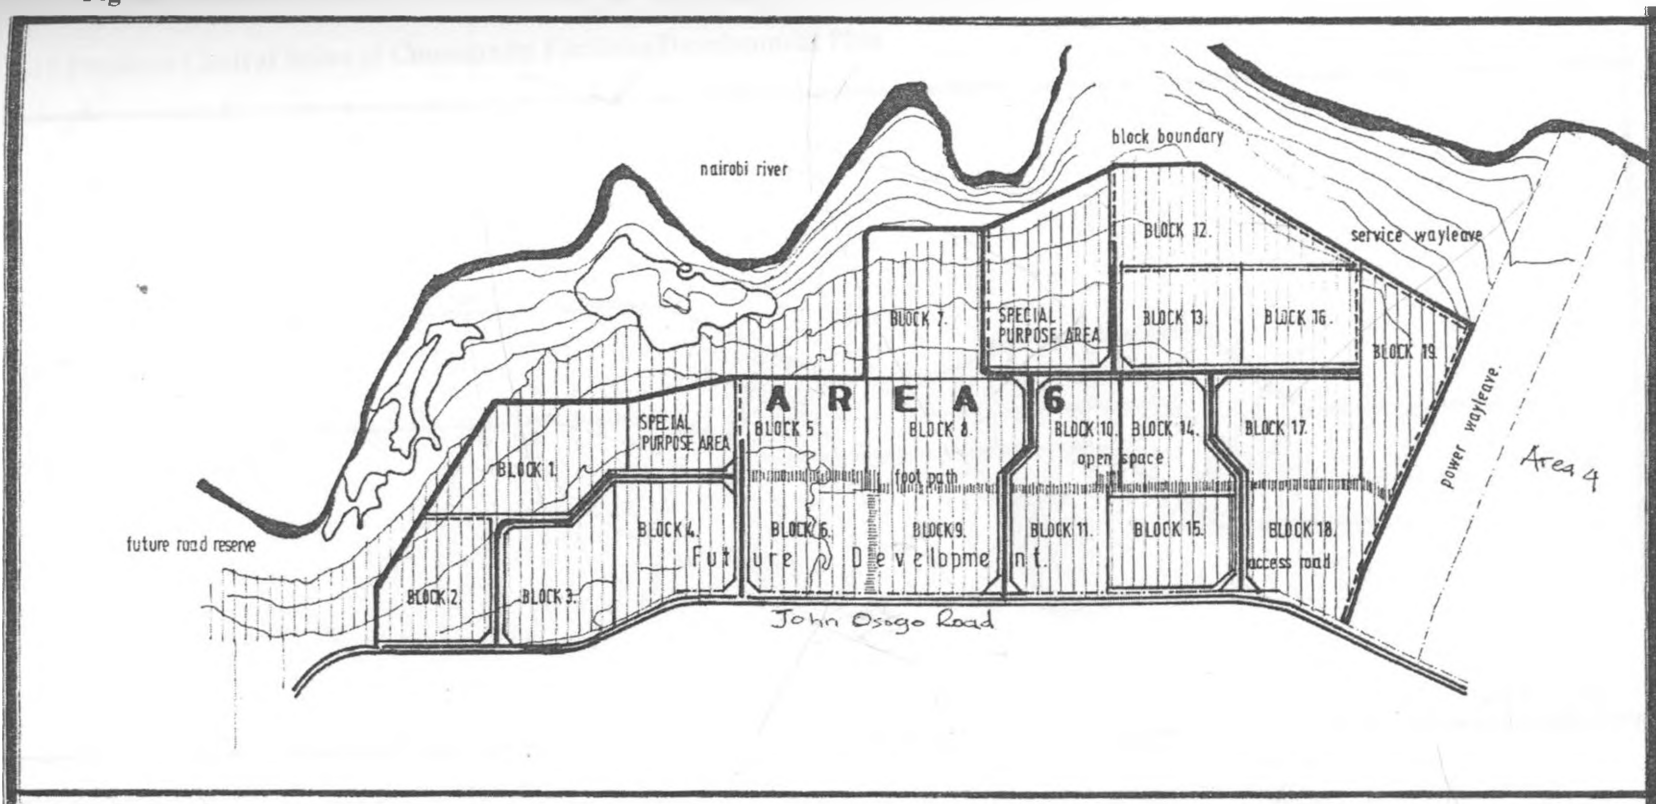 block boundary
nairobi river
BLOCK 12.
service wayleave
BLOCK 7.
SPECIAL
PURPOSE AREA
BLOCK 13.
BLOCK 16.
BLOCK 19.
AREA 6
SPECIAL
PURPOSE AREA
BLOCK 5.
BLOCK 8.
BLOCK 10.
BLOCK 14.
BLOCK 17.
power wayleave.
Area 4
BLOCK 1.
foot path
open space
BLOCK 4.
BLOCK 6.
BLOCK 9.
BLOCK 11.
BLOCK 15.
BLOCK 18.
future road reserve
Future Development.
access road
BLOCK 2.
BLOCK 3.
John Osogo Road